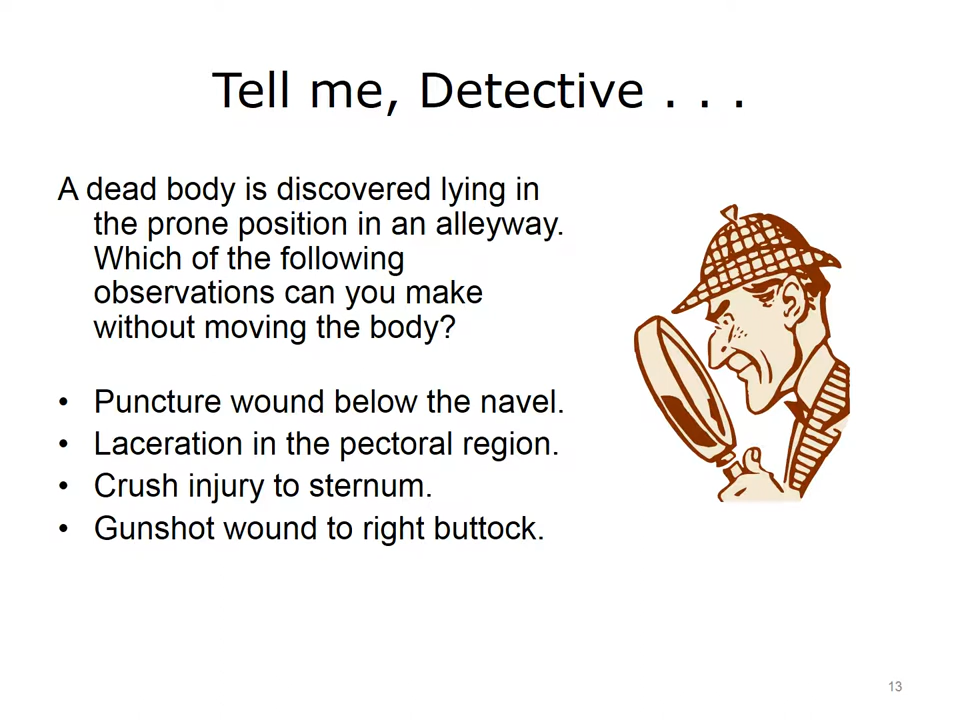 Tell me, Detective . . .
A dead body is discovered lying in
the prone position in an alleyway.
Which of the following
observations can you make
without moving the body?
• Puncture wound below the navel.
• Laceration in the pectoral region.
• Crush injury to sternum.
• Gunshot wound to right buttock.
13